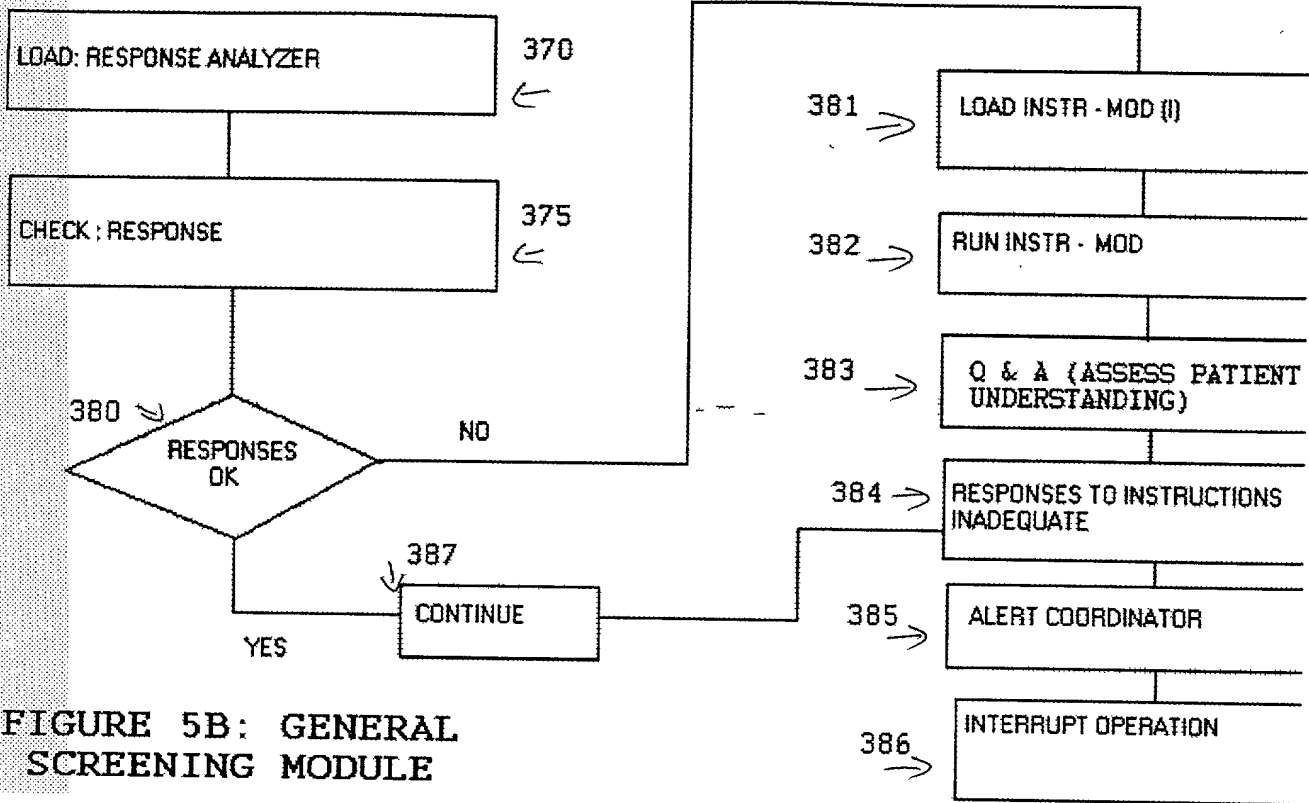 LOAD: RESPONSE ANALYZER
370
CHECK : RESPONSE
375
380
RESPONSES
OK
NO
YES
387
CONTINUE
381
LOAD INSTR - MOD (I)
382
RUN INSTR - MOD
383
Q & A (ASSESS PATIENT
UNDERSTANDING)
384
RESPONSES TO INSTRUCTIONS
INADEQUATE
385
ALERT COORDINATOR
386
INTERRUPT OPERATION
FIGURE 5B: GENERAL
SCREENING MODULE